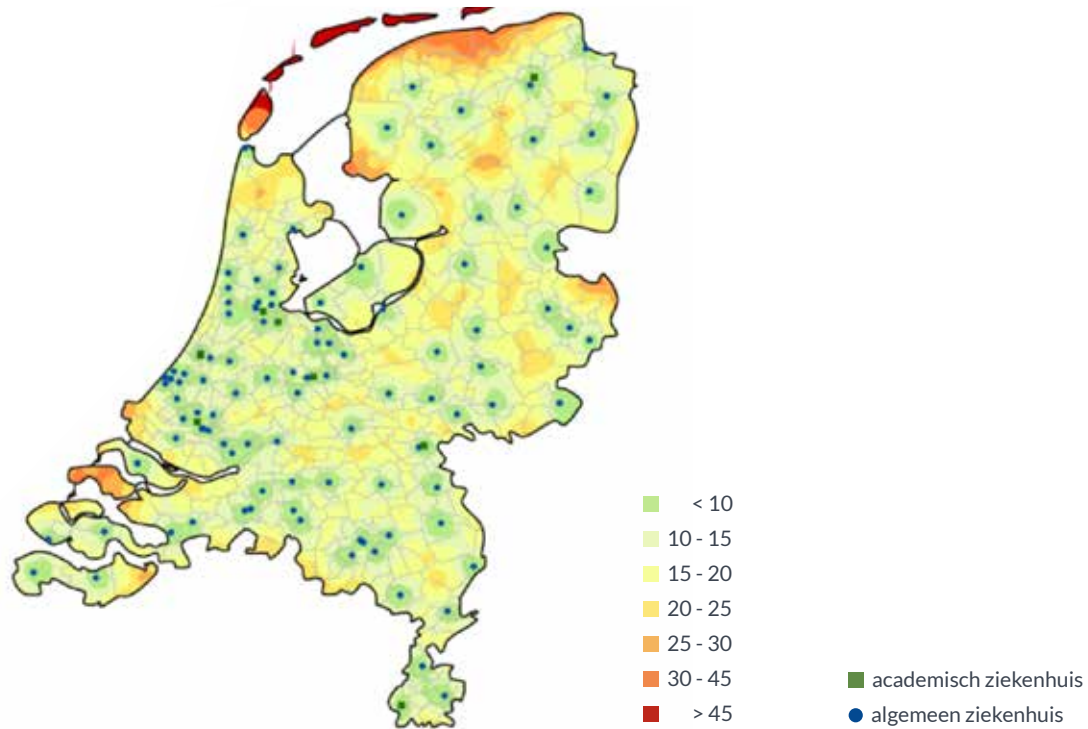 < 10
10 - 15
15 - 20
20 - 25
25 - 30
30 - 45
> 45
academisch ziekenhuis
algemeen ziekenhuis